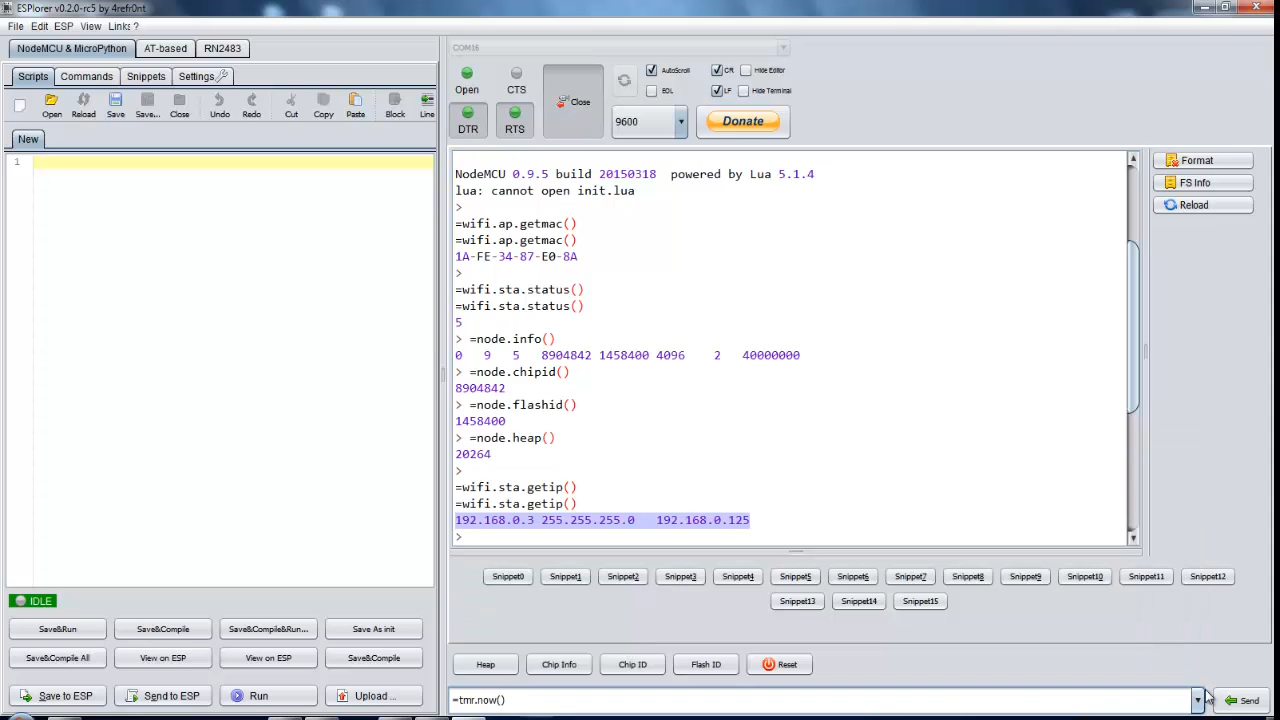 ESPlorer v0.2.0-rc5 by 4refr0nt
File Edit ESP View Links ?
NodeMCU & MicroPython AT-based RN2483
Scripts Commands Snippets Settings
Open Reload Save Save... Close Undo Redo Cut Copy Paste Block Line
New
1
IDLE
Save&Run Save&Compile Save&Compile&Run... Save As init
Save&Compile All View on ESP View on ESP Save&Compile
Save to ESP Send to ESP Run Upload ...
COM16
Open CTS Close AutoScroll CR Hide Editor
EOL LF Hide Terminal
DTR RTS 9600 Donate
NodeMCU 0.9.5 build 20150318  powered by Lua 5.1.4
lua: cannot open init.lua
>
=wifi.ap.getmac()
=wifi.ap.getmac()
1A-FE-34-87-E0-8A
>
=wifi.sta.status()
=wifi.sta.status()
5
> =node.info()
0 9 5 8904842 1458400 4096 2 40000000
> =node.chipid()
8904842
> =node.flashid()
1458400
> =node.heap()
20264
>
=wifi.sta.getip()
=wifi.sta.getip()
192.168.0.3 255.255.255.0 192.168.0.125
>
Format
FS Info
Reload
Snippet0 Snippet1 Snippet2 Snippet3 Snippet4 Snippet5 Snippet6 Snippet7 Snippet8 Snippet9 Snippet10 Snippet11 Snippet12
Snippet13 Snippet14 Snippet15
Heap Chip Info Chip ID Flash ID Reset
=tmr.now() Send